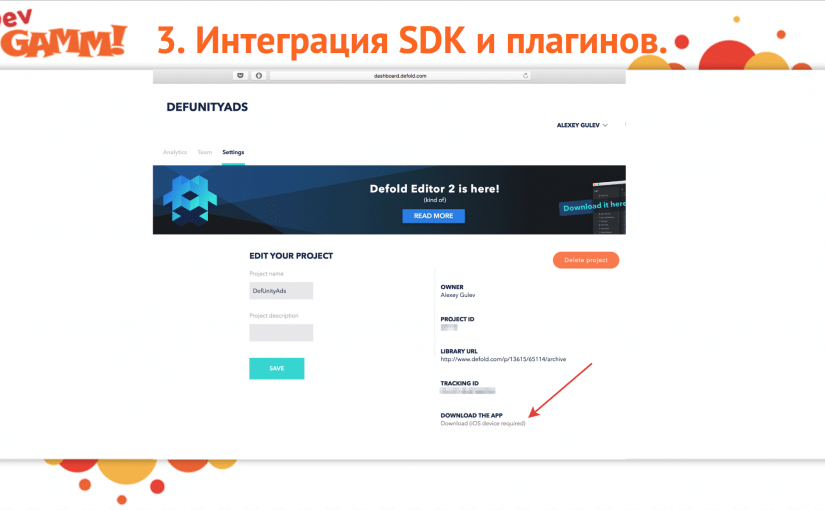 Dev
GAMM!
3. Интеграция SDK и плагинов.
dashboard.defold.com
DEFUNITYADS
ALEXEY GULEV
Analytics Team Settings
Defold Editor 2 is here!
(kind of)
READ MORE
Download it here
EDIT YOUR PROJECT
Delete project
Project name
DefUnityAds
Project description
SAVE
OWNER
Alexey Gulev
PROJECT ID
LIBRARY URL
http://www.defold.com/p/13615/65114/archive
TRACKING ID
DOWNLOAD THE APP
Download (iOS device required)